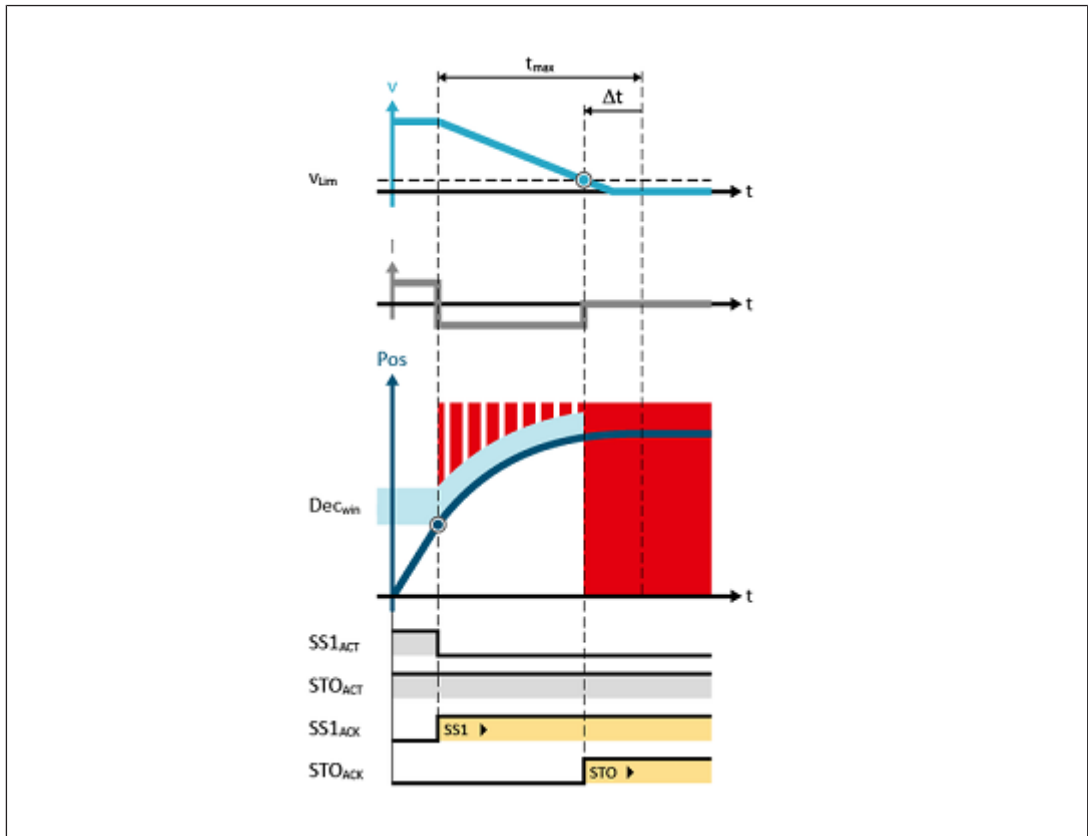 tmax
v
Δt
vLim
t
I
t
Pos
Decwin
t
SS1ACT
STOACT
SS1ACK
SS1
STOACK
STO